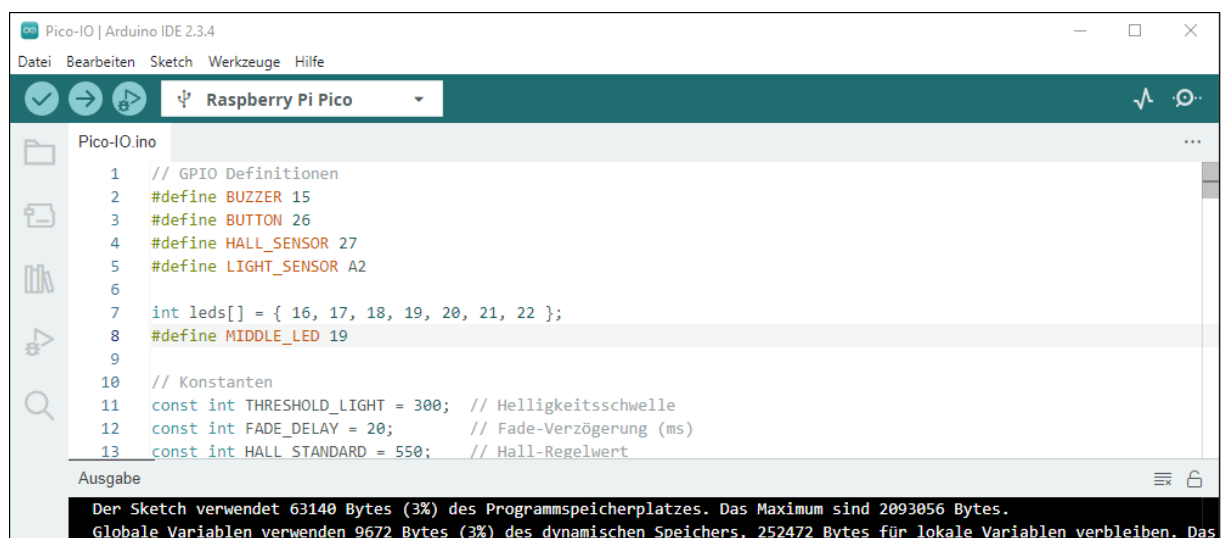 Pico-IO | Arduino IDE 2.3.4
Datei Bearbeiten Sketch Werkzeuge Hilfe
Raspberry Pi Pico
Pico-IO.ino
1 // GPIO Definitionen
2 #define BUZZER 15
3 #define BUTTON 26
4 #define HALL_SENSOR 27
5 #define LIGHT_SENSOR A2
6
7 int leds[] = { 16, 17, 18, 19, 20, 21, 22 };
8 #define MIDDLE_LED 19
9
10 // Konstanten
11 const int THRESHOLD_LIGHT = 300; // Helligkeitsschwelle
12 const int FADE_DELAY = 20; // Fade-Verzögerung (ms)
13 const int HALL_STANDARD = 550; // Hall-Regelwert
Ausgabe
Der Sketch verwendet 63140 Bytes (3%) des Programmspeicherplatzes. Das Maximum sind 2093056 Bytes.
Globale Variablen verwenden 9672 Bytes (3%) des dynamischen Speichers, 252472 Bytes für lokale Variablen verbleiben. Das